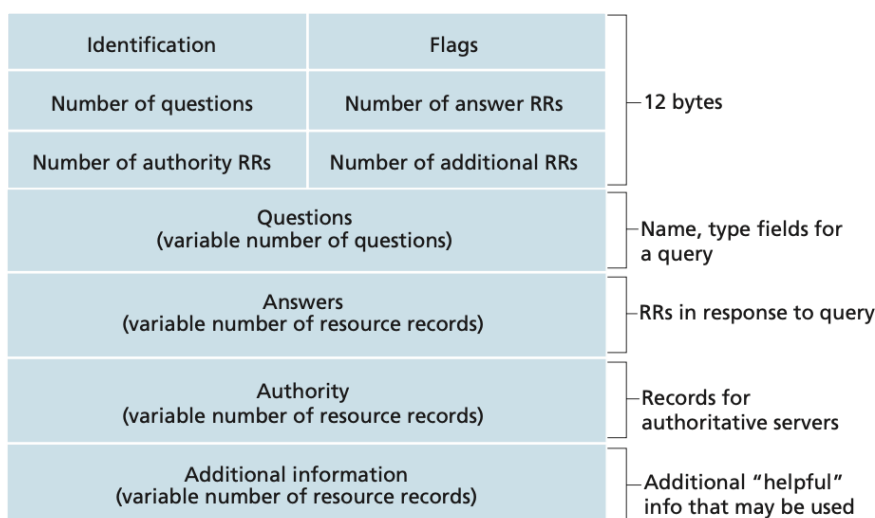 Identification
Flags
Number of questions
Number of answer RRs
12 bytes
Number of authority RRs
Number of additional RRs
Questions
(variable number of questions)
Name, type fields for
a query
Answers
(variable number of resource records)
RRs in response to query
Authority
(variable number of resource records)
Records for
authoritative servers
Additional information
(variable number of resource records)
Additional “helpful”
info that may be used